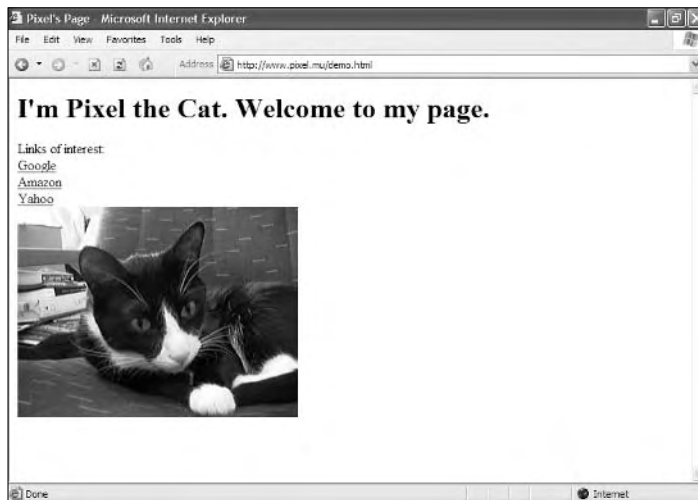 Pixel's Page - Microsoft Internet Explorer
File Edit View Favorites Tools Help
Address http://www.pixel.mu/demo.html
I'm Pixel the Cat. Welcome to my page.
Links of interest:
Google
Amazon
Yahoo
Done Internet